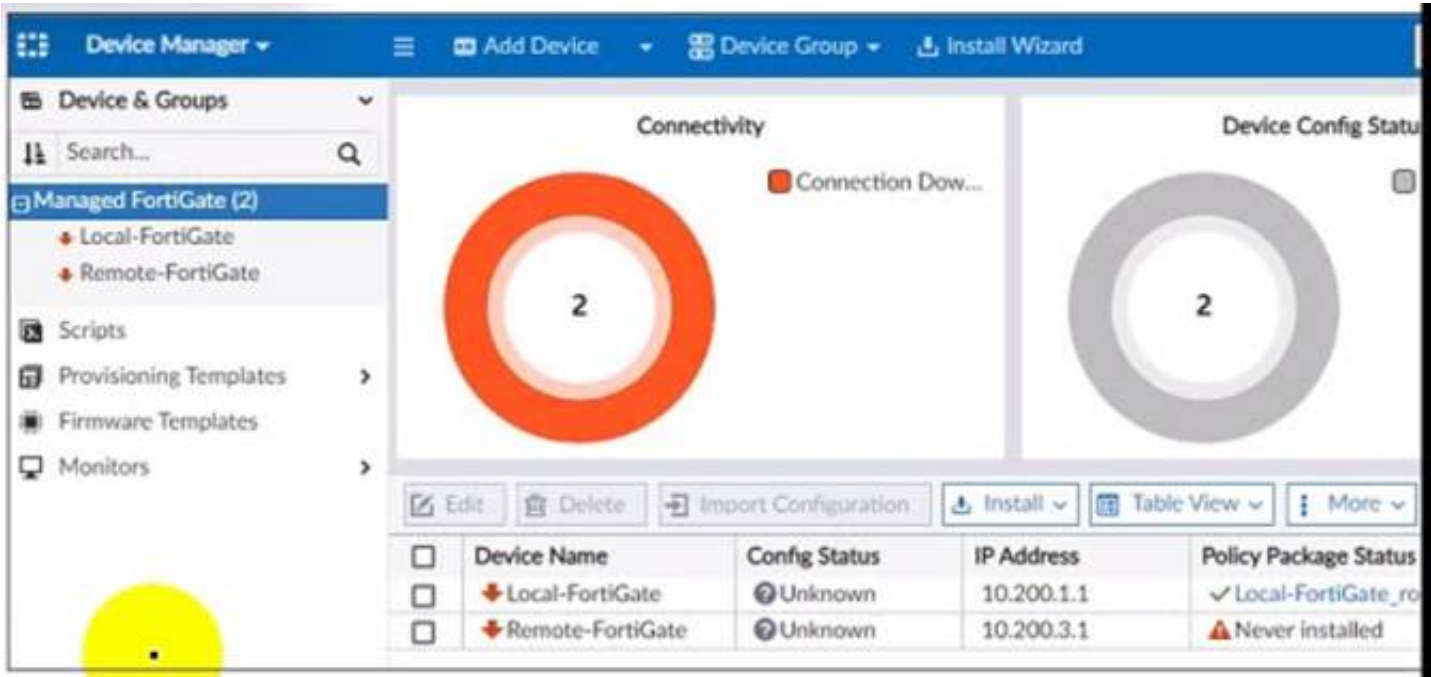 Device Manager Add Device Device Group Install Wizard
Device & Groups
Search...
Managed FortiGate (2)
Local-FortiGate
Remote-FortiGate
Scripts
Provisioning Templates
Firmware Templates
Monitors
Connectivity
Connection Dow...
2
Device Config Statu
2
Edit Delete Import Configuration Install Table View More
Device Name Config Status IP Address Policy Package Status
Local-FortiGate Unknown 10.200.1.1 Local-FortiGate_ro
Remote-FortiGate Unknown 10.200.3.1 Never installed